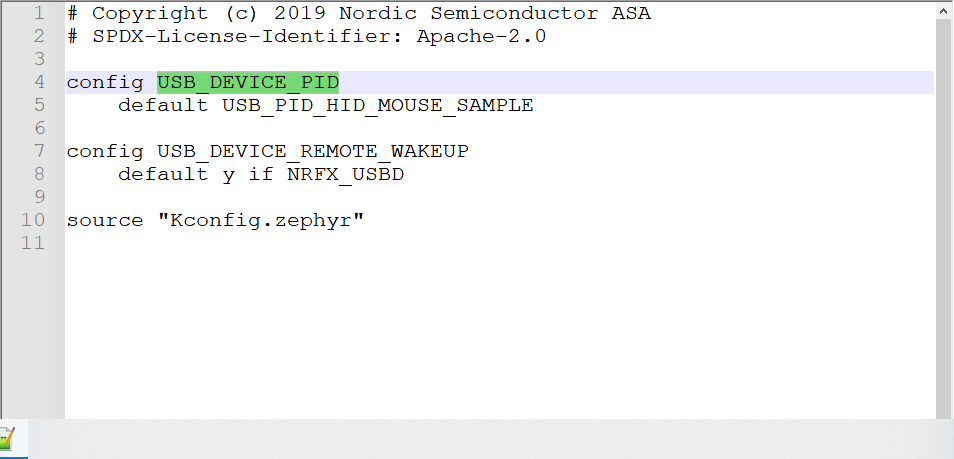 1 # Copyright (c) 2019 Nordic Semiconductor ASA
2 # SPDX-License-Identifier: Apache-2.0
3
4 config USB_DEVICE_PID
5     default USB_PID_HID_MOUSE_SAMPLE
6
7 config USB_DEVICE_REMOTE_WAKEUP
8     default y if NRFX_USBD
9
10 source "Kconfig.zephyr"
11